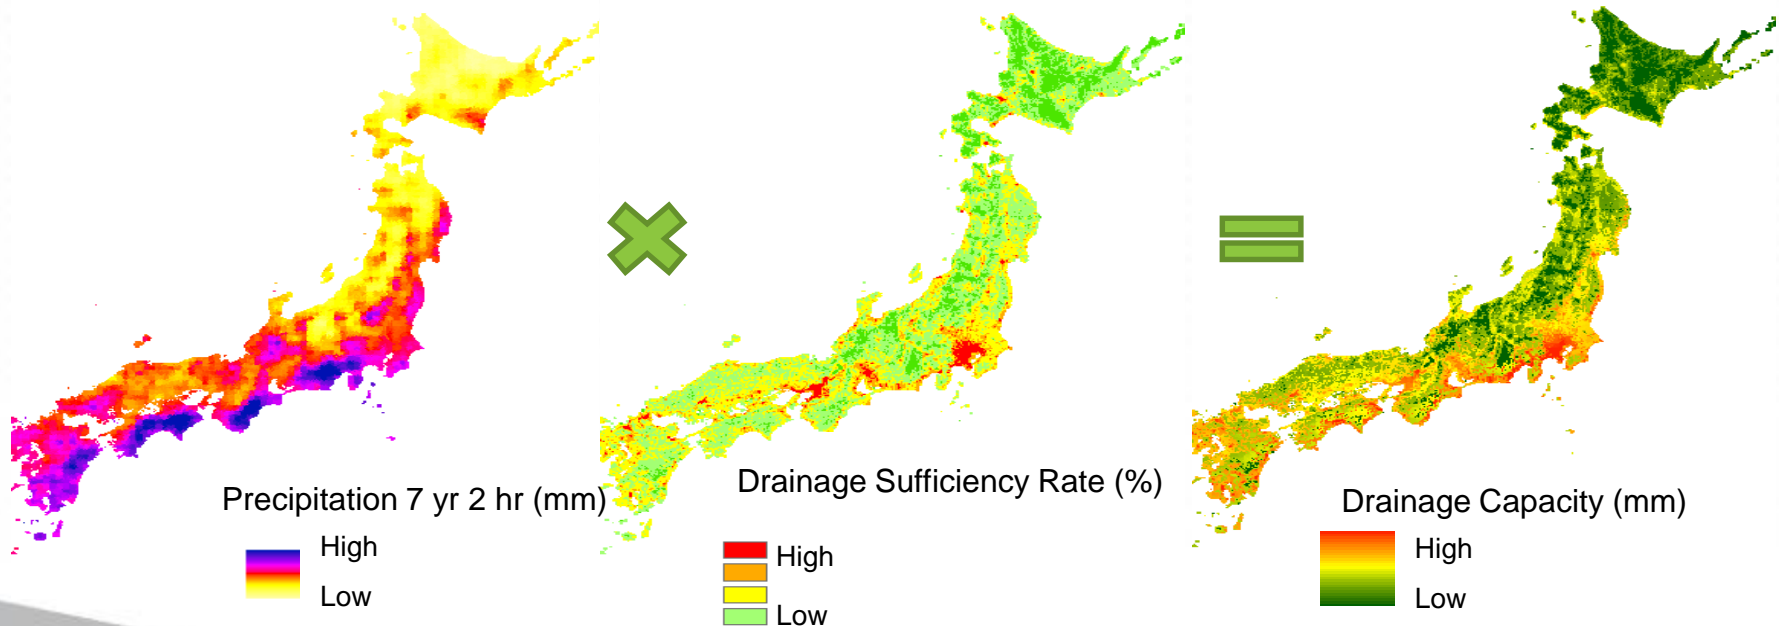 Precipitation 7 yr 2 hr (mm)
High
Low
Drainage Sufficiency Rate (%)
High
Low
Drainage Capacity (mm)
High
Low